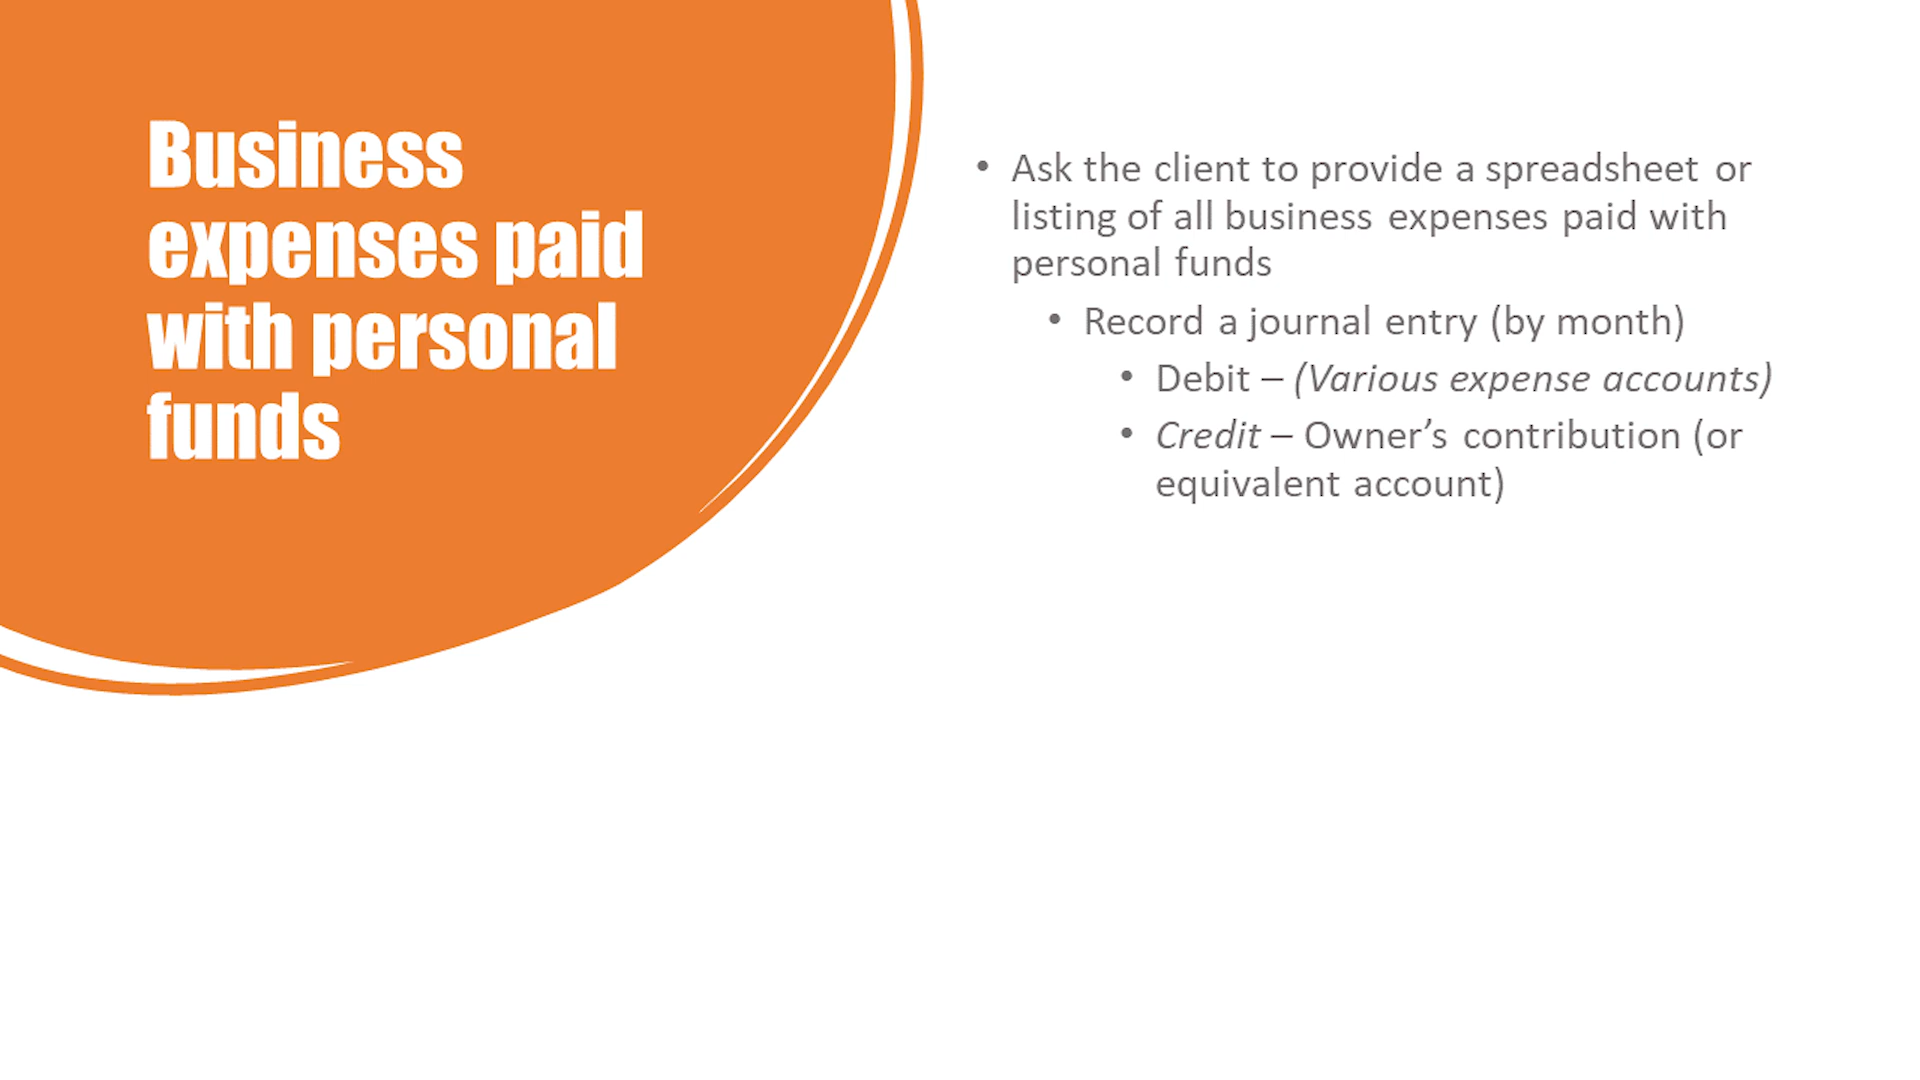 Business
expenses paid
with personal
funds
• Ask the client to provide a spreadsheet or
listing of all business expenses paid with
personal funds
• Record a journal entry (by month)
• Debit – (Various expense accounts)
• Credit – Owner’s contribution (or
equivalent account)